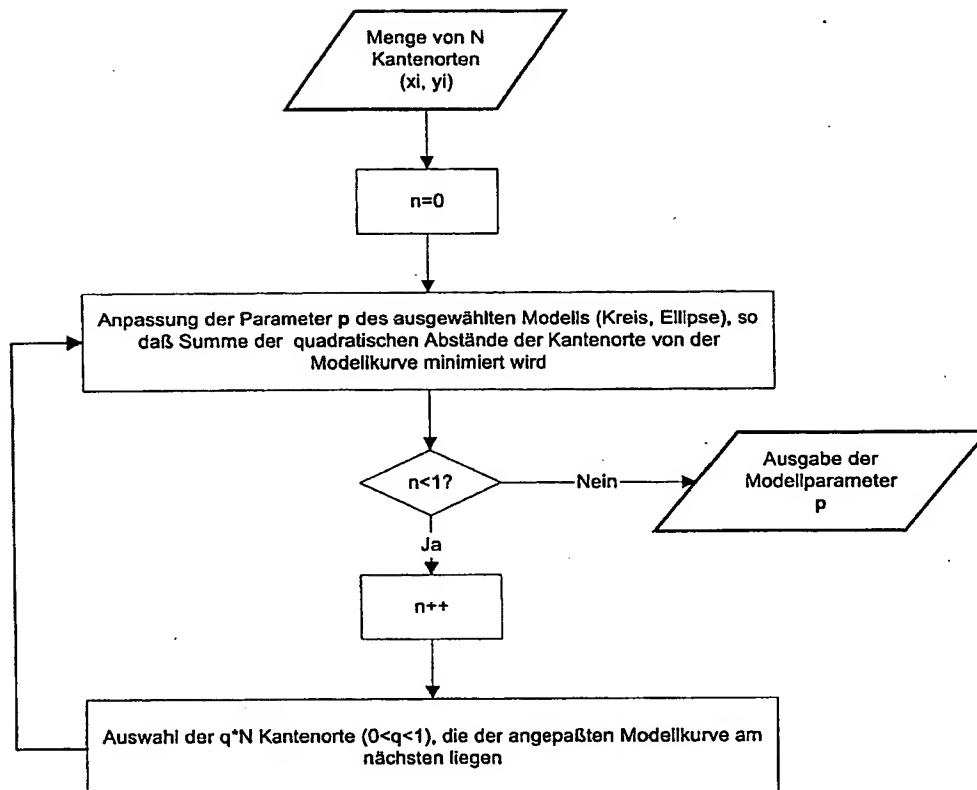 Menge von N
Kantenorten
(xi, yi)
n=0
Anpassung der Parameter p des ausgewählten Modells (Kreis, Ellipse), so
daß Summe der quadratischen Abstände der Kantenorte von der
Modellkurve minimiert wird
n<1?
Nein
Ausgabe der
Modellparameter
p
Ja
n++
Auswahl der q*N Kantenorte (0<q<1), die der angepaßten Modellkurve am
nächsten liegen